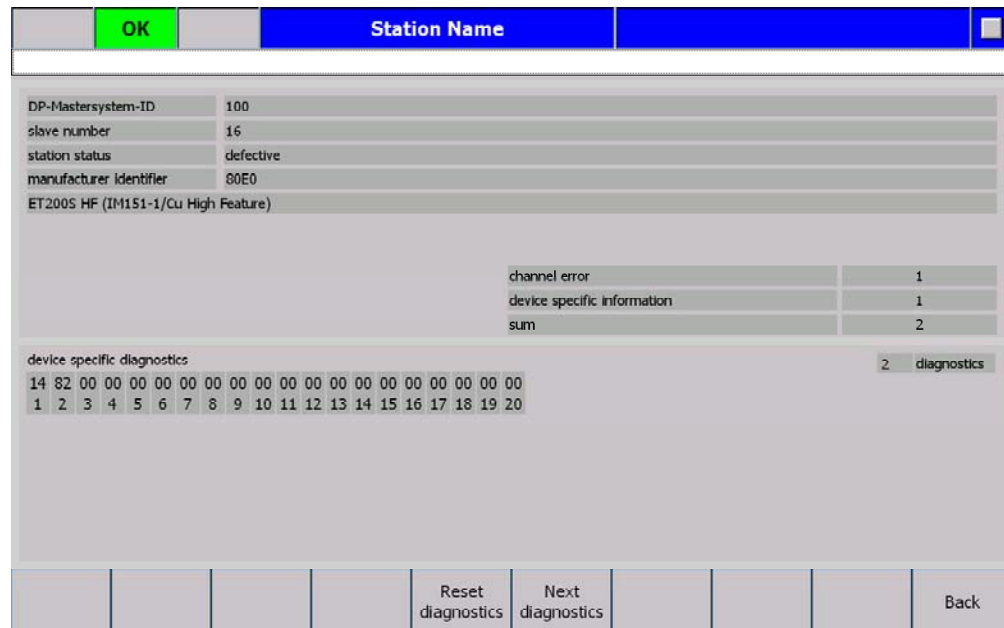 OK Station Name
DP-Mastersystem-ID 100
slave number 16
station status defective
manufacturer identifier 80E0
ET200S HF (IM151-1/Cu High Feature)
channel error 1
device specific information 1
sum 2
device specific diagnostics 2 diagnostics
14 82 00 00 00 00 00 00 00 00 00 00 00 00 00 00 00 00 00 00
1 2 3 4 5 6 7 8 9 10 11 12 13 14 15 16 17 18 19 20
Reset diagnostics
Next diagnostics
Back